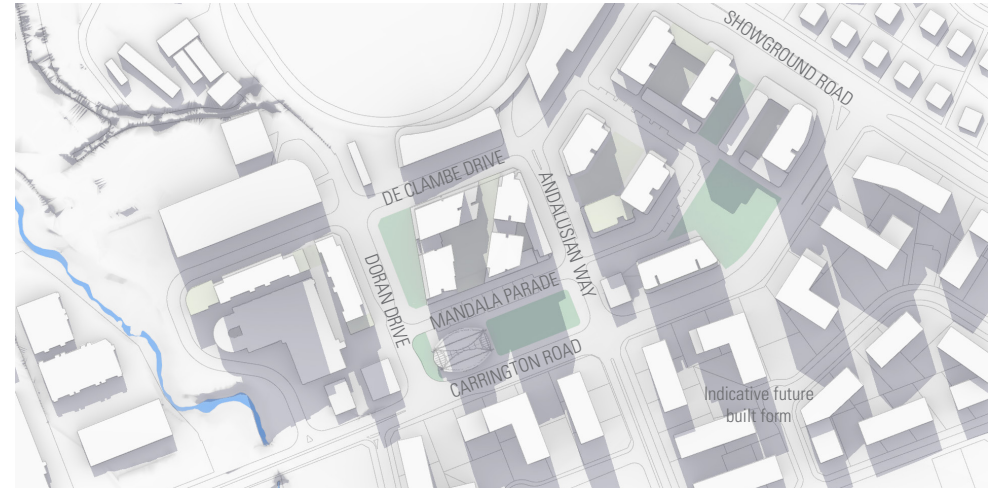 SHOWGROUND ROAD
DE CLAMBE DRIVE
ANDALUSIAN WAY
DORAN DRIVE
MANDALA PARADE
CARRINGTON ROAD
Indicative future
built form